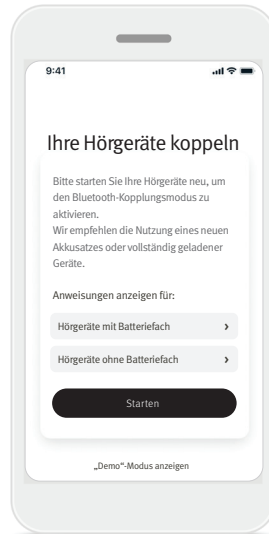 9:41
Ihre Hörgeräte koppeln
Bitte starten Sie Ihre Hörgeräte neu, um
den Bluetooth-Kopplungsmodus zu
aktivieren.
Wir empfehlen die Nutzung eines neuen
Akkusatzes oder vollständig geladener
Geräte.
Anweisungen anzeigen für:
Hörgeräte mit Batteriefach
Hörgeräte ohne Batteriefach
Starten
„Demo“-Modus anzeigen